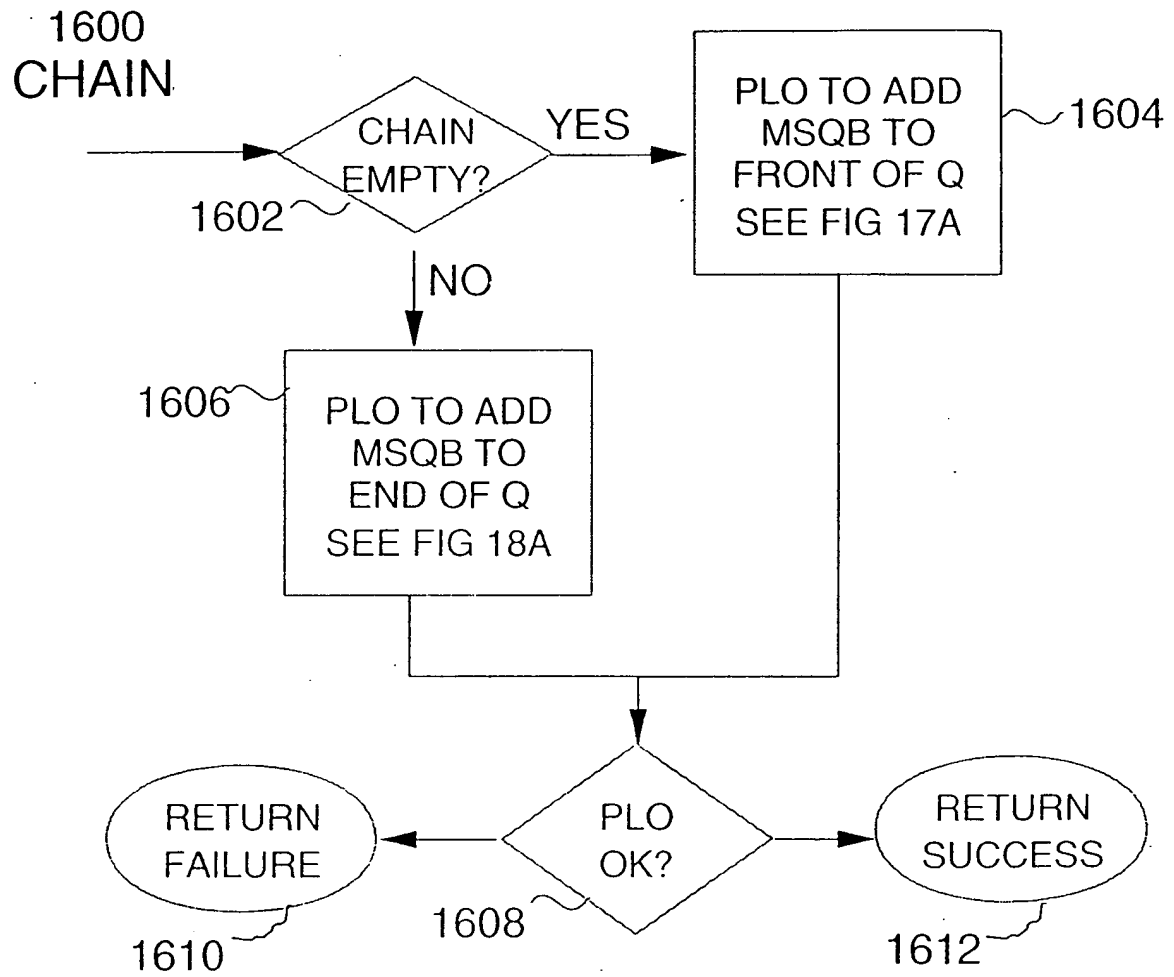 1600
CHAIN
CHAIN
EMPTY?
YES
1602
PLO TO ADD
MSQB TO
FRONT OF Q
SEE FIG 17A
1604
NO
1606
PLO TO ADD
MSQB TO
END OF Q
SEE FIG 18A
RETURN
FAILURE
1610
PLO
OK?
1608
RETURN
SUCCESS
1612